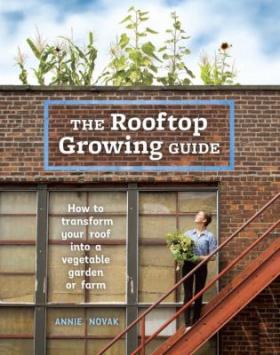 THE Rooftop
Growing GUIDE
How to
transform
your roof
into a
vegetable
garden
or farm
ANNIE NOVAK